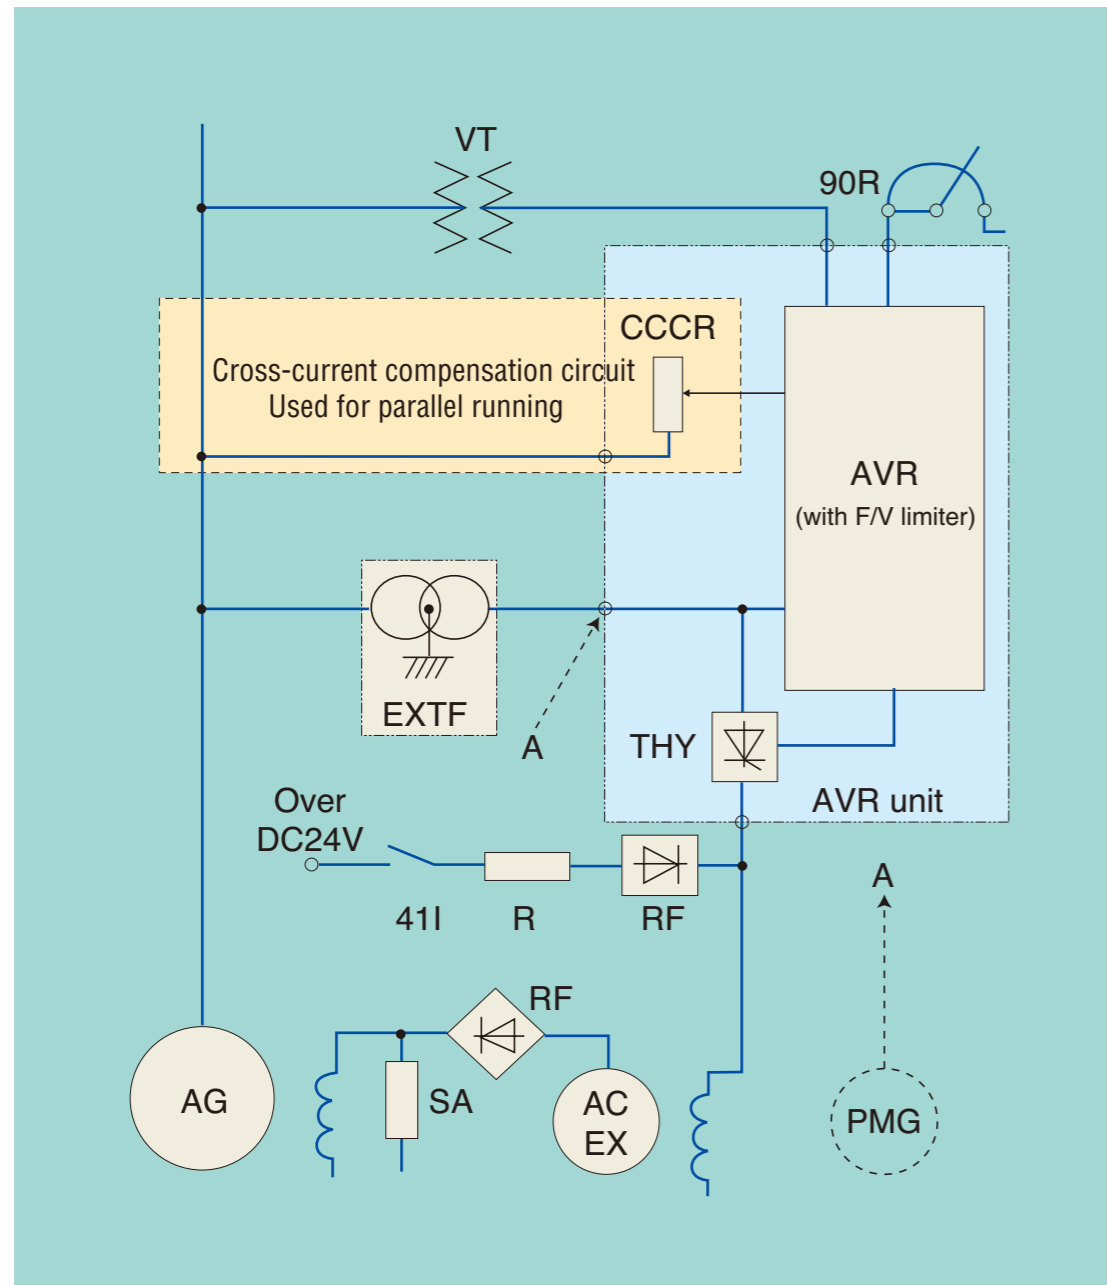 VT
90R
CCCR
Cross-current compensation circuit
Used for parallel running
AVR
(with F/V limiter)
EXTF
A
THY
AVR unit
Over
DC24V
41I
R
RF
A
RF
AG
SA
AC
EX
PMG